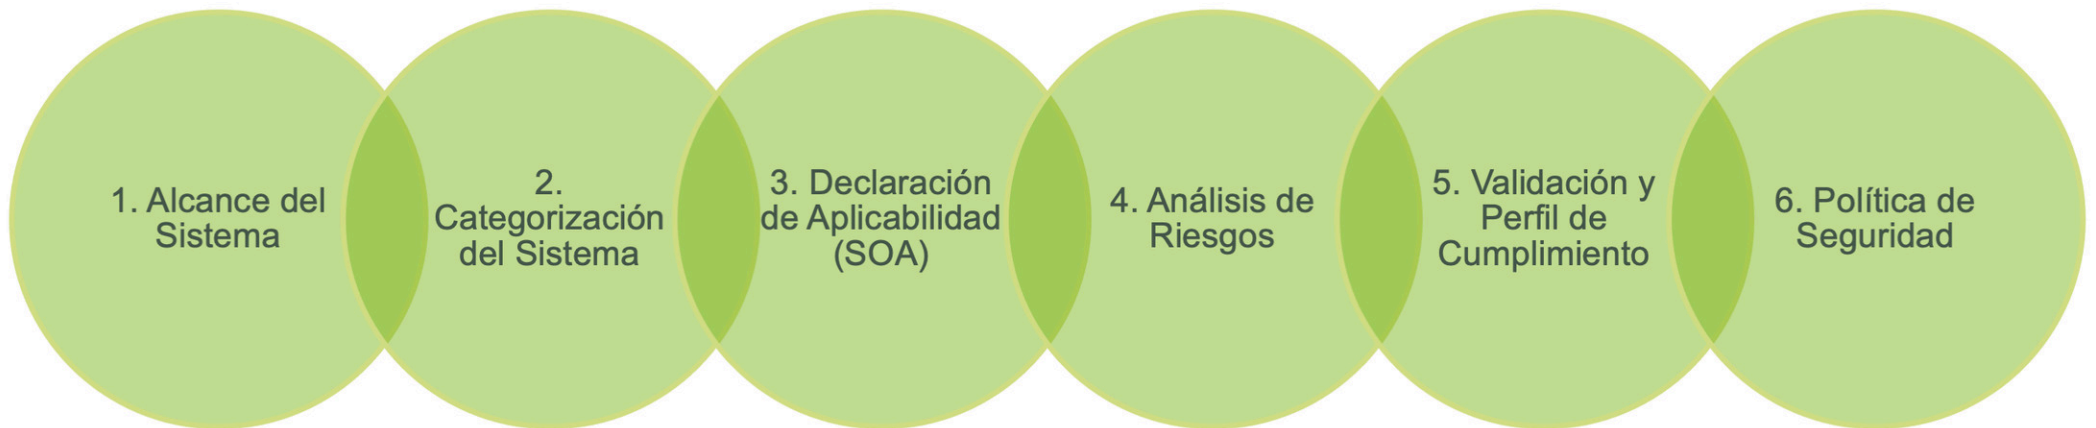 1. Alcance del
Sistema
2.
Categorización
del Sistema
3. Declaración
de Aplicabilidad
(SOA)
4. Análisis de
Riesgos
5. Validación y
Perfil de
Cumplimiento
6. Política de
Seguridad